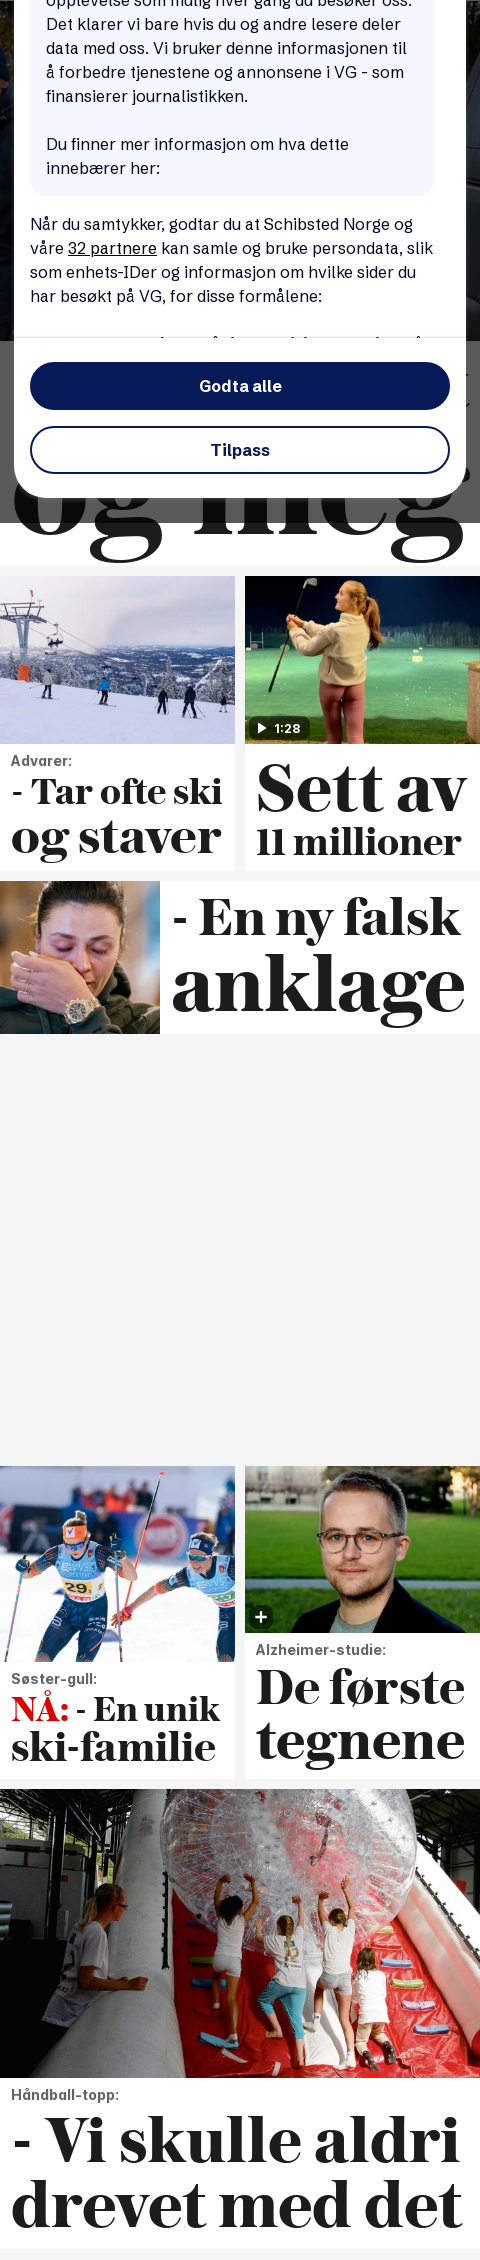 opplevelse som mulig hver gang du besøker oss.
Det klarer vi bare hvis du og andre lesere deler
data med oss. Vi bruker denne informasjonen til
å forbedre tjenestene og annonsene i VG - som
finansierer journalistikken.
Du finner mer informasjon om hva dette
innebærer her:
Når du samtykker, godtar du at Schibsted Norge og
våre 32 partnere kan samle og bruke persondata, slik
som enhets-IDer og informasjon om hvilke sider du
har besøkt på VG, for disse formålene:
Godta alle
Tilpass
og meg
1:28
Advarer:
- Tar ofte ski
og staver
Sett av
11 millioner
- En ny falsk
anklage
29
Søster-gull:
NÅ: - En unik
ski-familie
Alzheimer-studie:
De første
tegnene
Håndball-topp:
- Vi skulle aldri
drevet med det